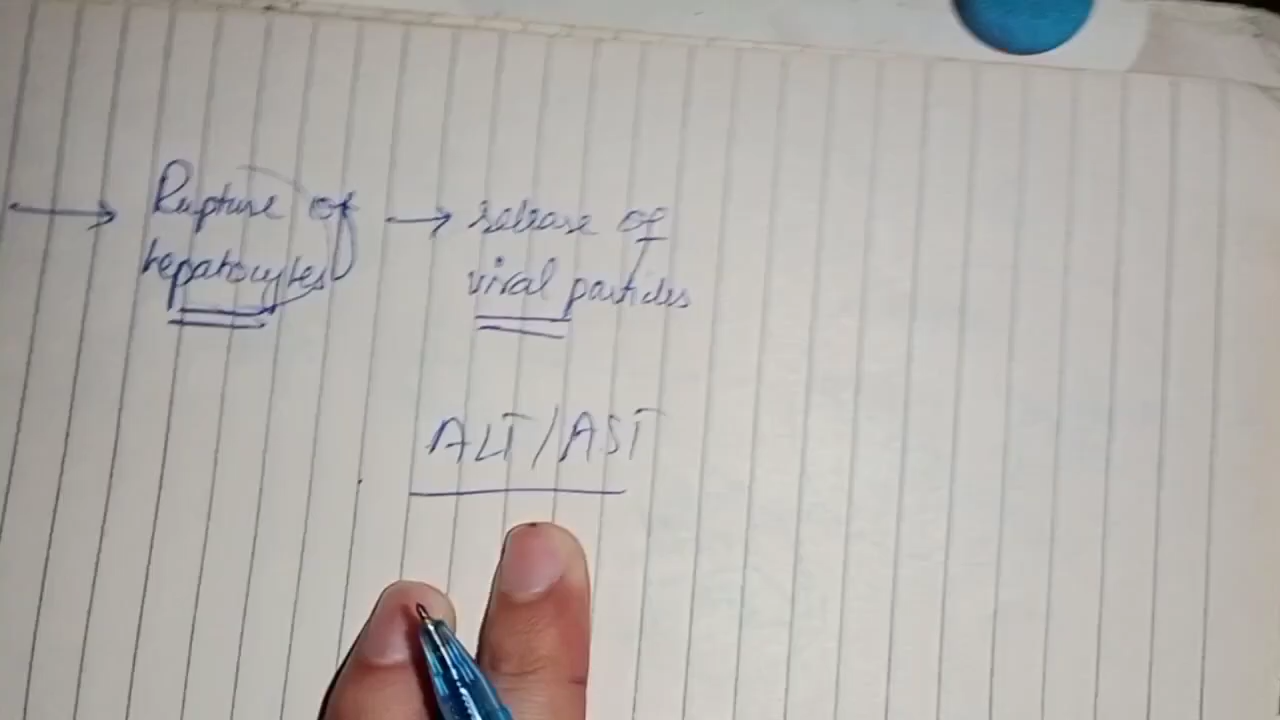 → Rupture of → release of
hepatocytes viral particles
ALT/AST